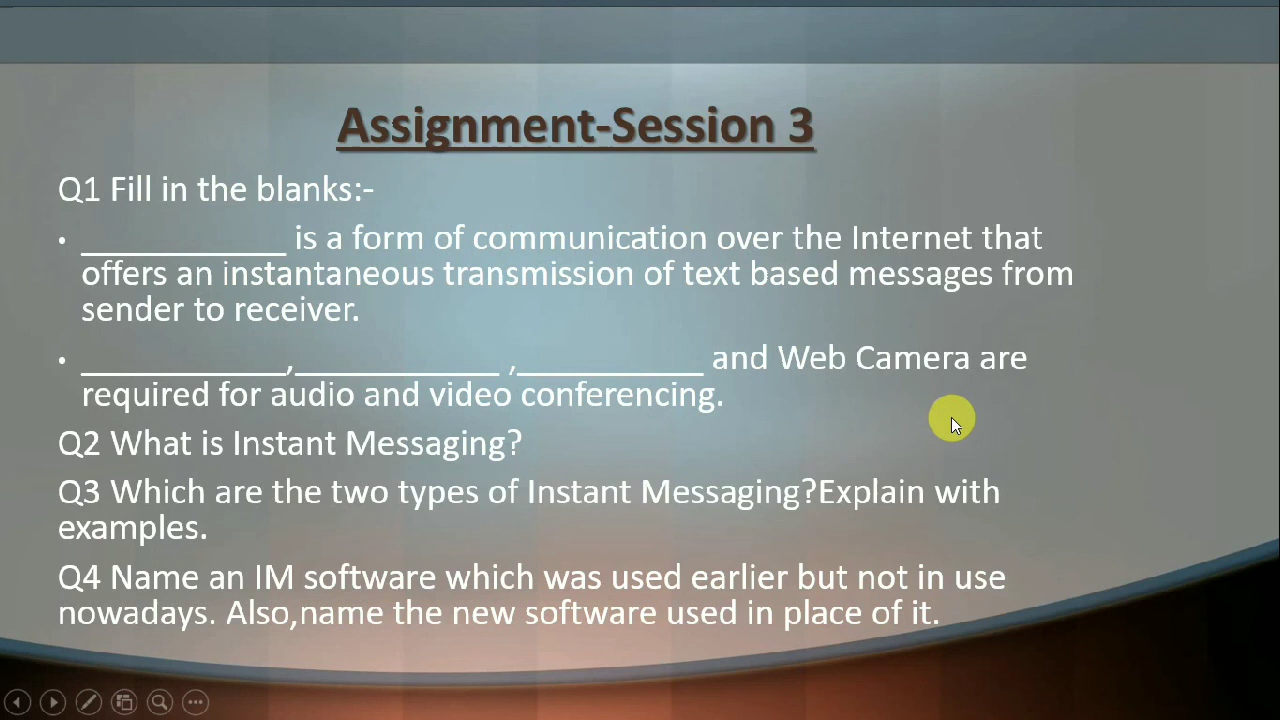 Assignment-Session 3
Q1 Fill in the blanks:-
• ___________ is a form of communication over the Internet that
offers an instantaneous transmission of text based messages from
sender to receiver.
• ___________,___________ ,__________ and Web Camera are
required for audio and video conferencing.
Q2 What is Instant Messaging?
Q3 Which are the two types of Instant Messaging?Explain with
examples.
Q4 Name an IM software which was used earlier but not in use
nowadays. Also,name the new software used in place of it.